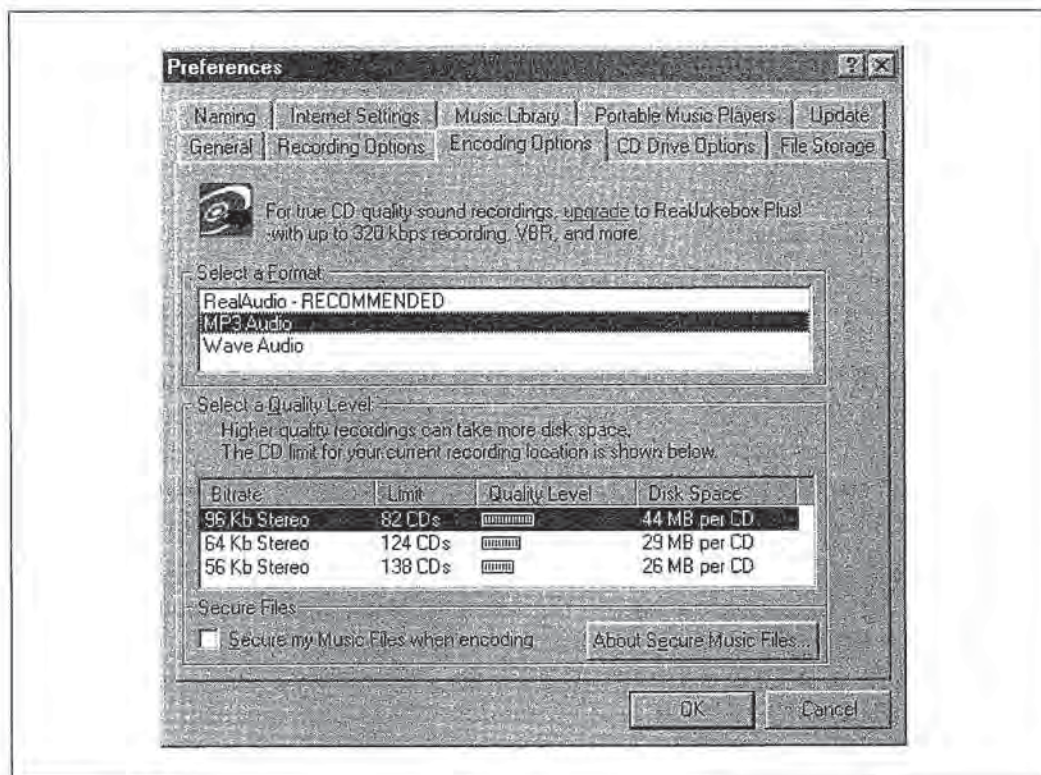 Preferences
Naming Internet Settings Music Library Portable Music Players Update
General Recording Options Encoding Options CD Drive Options File Storage
For true CD quality sound recordings, upgrade to RealJukebox Plus!
-with up to 320 kbps recording, VBR, and more.
Select a Format
RealAudio - RECOMMENDED
MP3 Audio
Wave Audio
Select a Quality Level:
Higher quality recordings can take more disk space.
The CD limit for your current recording location is shown below.
Bitrate Limit Quality Level Disk Space
96 Kb Stereo 82 CDs 44 MB per CD
64 Kb Stereo 124 CDs 29 MB per CD
56 Kb Stereo 138 CDs 26 MB per CD
Secure Files
Secure my Music Files when encoding About Secure Music Files...
OK Cancel